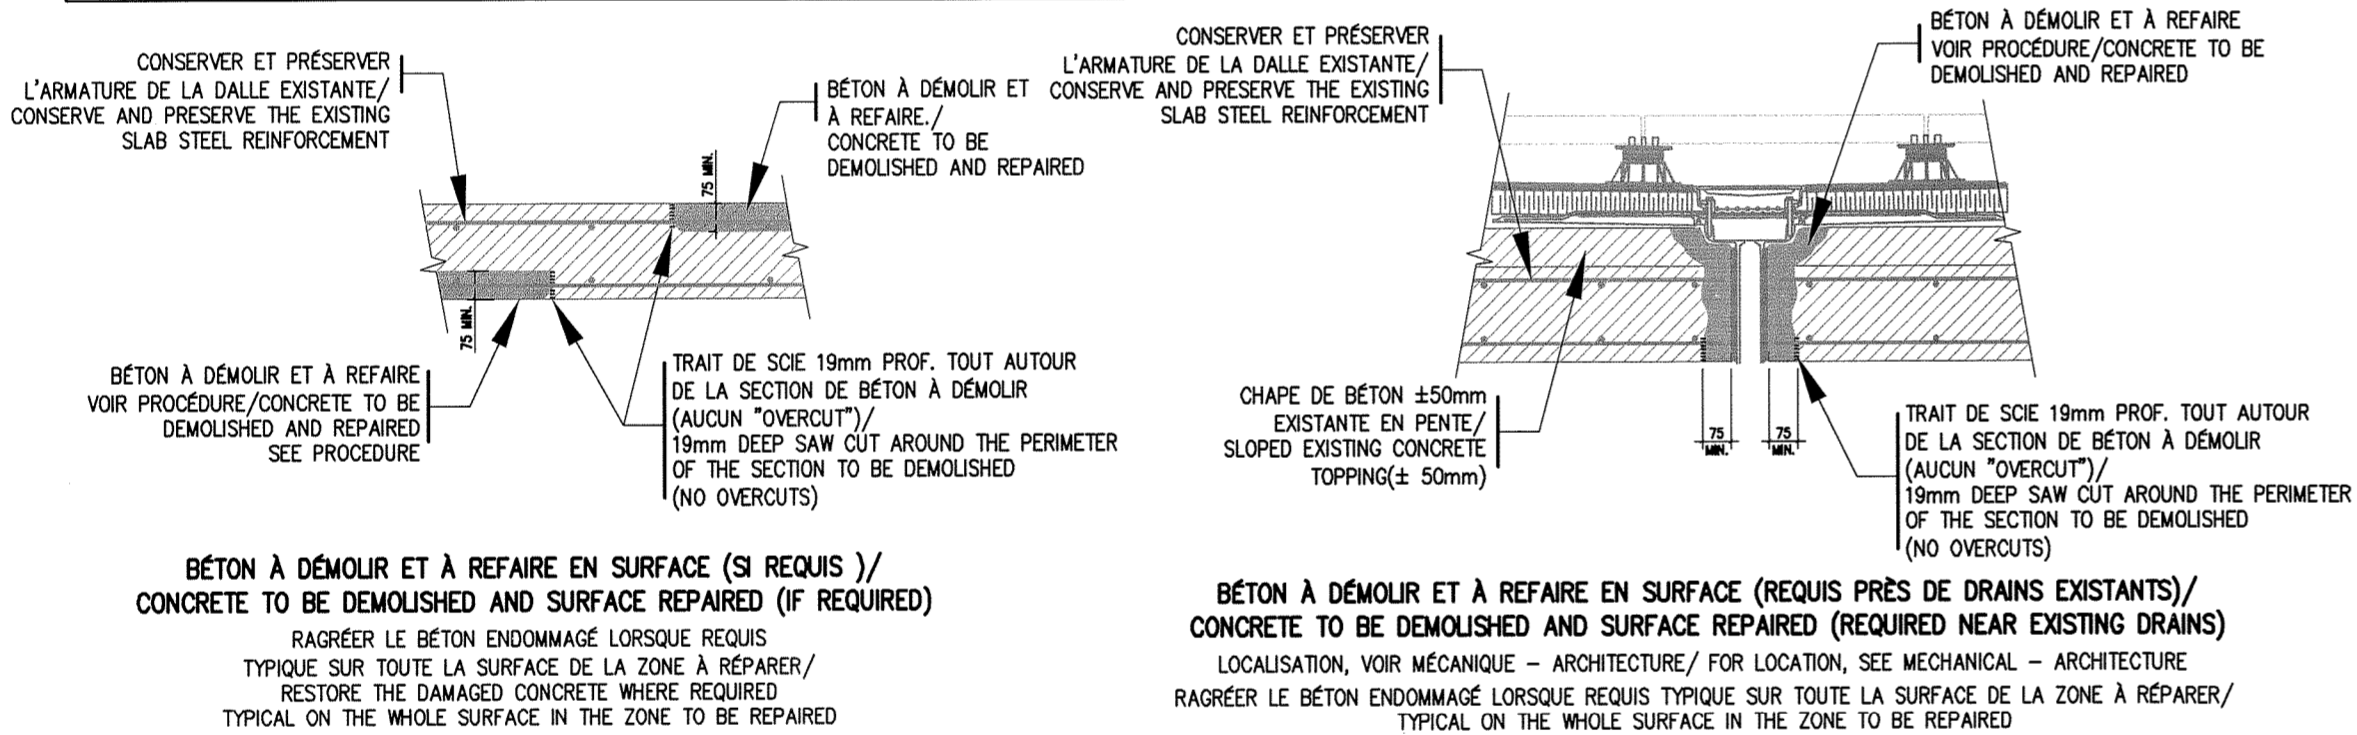 CONSERVER ET PRÉSERVER
L'ARMATURE DE LA DALLE EXISTANTE/
CONSERVE AND PRESERVE THE EXISTING
SLAB STEEL REINFORCEMENT
BÉTON À DÉMOLIR ET
À REFAIRE./
CONCRETE TO BE
DEMOLISHED AND REPAIRED
75 MIN.
75 MIN.
BÉTON À DÉMOLIR ET À REFAIRE
VOIR PROCÉDURE/CONCRETE TO BE
DEMOLISHED AND REPAIRED
SEE PROCEDURE
TRAIT DE SCIE 19mm PROF. TOUT AUTOUR
DE LA SECTION DE BÉTON À DÉMOLIR
(AUCUN "OVERCUT")/
19mm DEEP SAW CUT AROUND THE PERIMETER
OF THE SECTION TO BE DEMOLISHED
(NO OVERCUTS)
BÉTON À DÉMOLIR ET À REFAIRE EN SURFACE (SI REQUIS )/
CONCRETE TO BE DEMOLISHED AND SURFACE REPAIRED (IF REQUIRED)
RAGRÉER LE BÉTON ENDOMMAGÉ LORSQUE REQUIS
TYPIQUE SUR TOUTE LA SURFACE DE LA ZONE À RÉPARER/
RESTORE THE DAMAGED CONCRETE WHERE REQUIRED
TYPICAL ON THE WHOLE SURFACE IN THE ZONE TO BE REPAIRED
CONSERVER ET PRÉSERVER
L'ARMATURE DE LA DALLE EXISTANTE/
CONSERVE AND PRESERVE THE EXISTING
SLAB STEEL REINFORCEMENT
BÉTON À DÉMOLIR ET À REFAIRE
VOIR PROCÉDURE/CONCRETE TO BE
DEMOLISHED AND REPAIRED
CHAPE DE BÉTON ±50mm
EXISTANTE EN PENTE/
SLOPED EXISTING CONCRETE
TOPPING(± 50mm)
75
MIN.
75
MIN.
TRAIT DE SCIE 19mm PROF. TOUT AUTOUR
DE LA SECTION DE BÉTON À DÉMOLIR
(AUCUN "OVERCUT")/
19mm DEEP SAW CUT AROUND THE PERIMETER
OF THE SECTION TO BE DEMOLISHED
(NO OVERCUTS)
BÉTON À DÉMOLIR ET À REFAIRE EN SURFACE (REQUIS PRÈS DE DRAINS EXISTANTS)/
CONCRETE TO BE DEMOLISHED AND SURFACE REPAIRED (REQUIRED NEAR EXISTING DRAINS)
LOCALISATION, VOIR MÉCANIQUE – ARCHITECTURE/ FOR LOCATION, SEE MECHANICAL – ARCHITECTURE
RAGRÉER LE BÉTON ENDOMMAGÉ LORSQUE REQUIS TYPIQUE SUR TOUTE LA SURFACE DE LA ZONE À RÉPARER/
TYPICAL ON THE WHOLE SURFACE IN THE ZONE TO BE REPAIRED